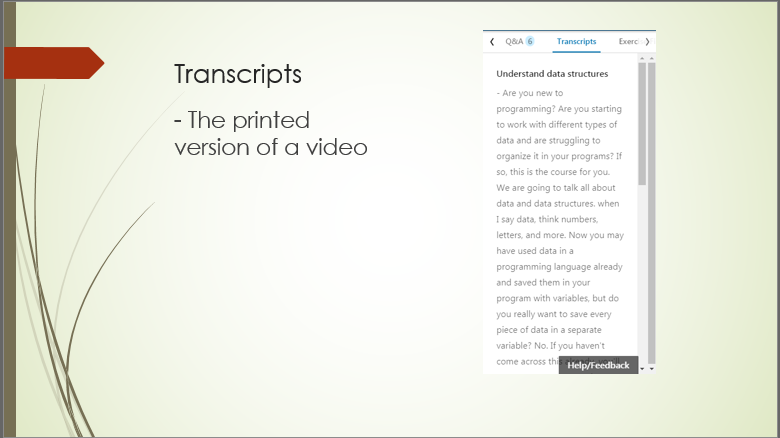 Transcripts
- The printed
version of a video
Q&A 6 Transcripts Exerc
Understand data structures
- Are you new to
programming? Are you starting
to work with different types of
data and are struggling to
organize it in your programs? If
so, this is the course for you.
We are going to talk all about
data and data structures. when
I say data, think numbers,
letters, and more. Now you may
have used data in a
programming language already
and saved them in your
program with variables, but do
you really want to save every
piece of data in a separate
variable? No. If you haven't
come across this
Help/Feedback